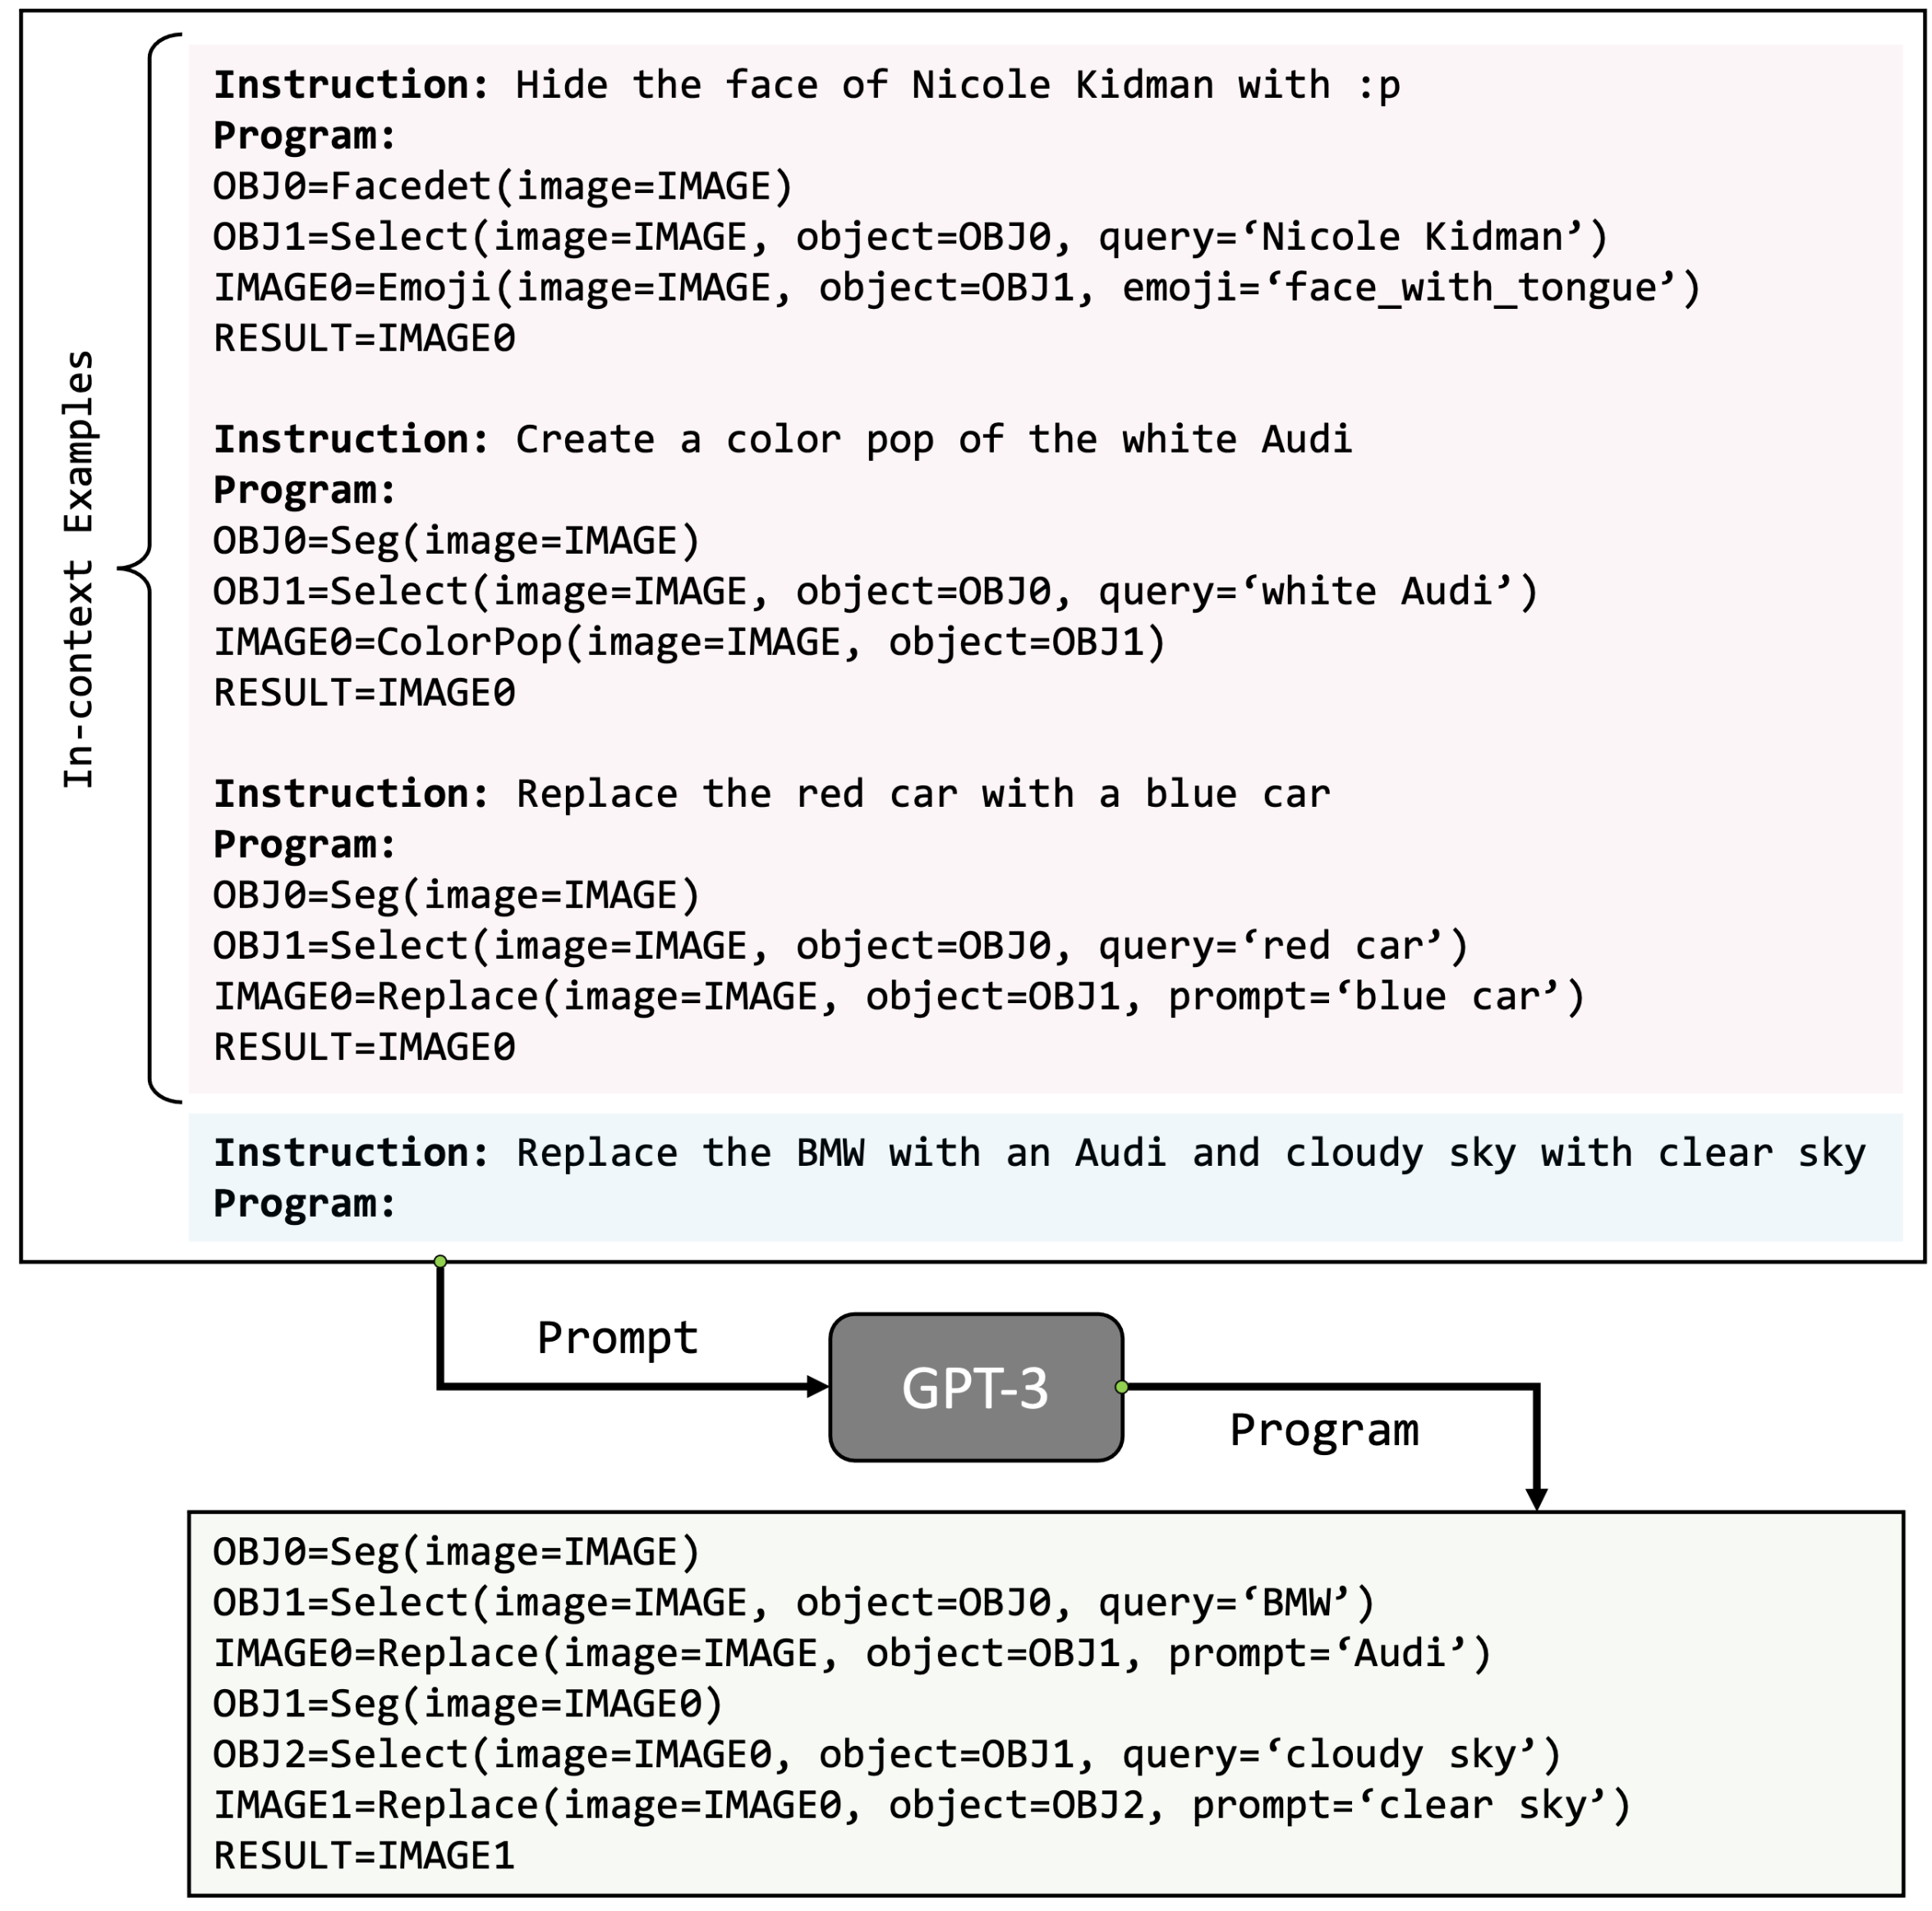 In-context Examples
Instruction: Hide the face of Nicole Kidman with :p
Program:
OBJ0=Facedet(image=IMAGE)
OBJ1=Select(image=IMAGE, object=OBJ0, query=‘Nicole Kidman’)
IMAGE0=Emoji(image=IMAGE, object=OBJ1, emoji=‘face_with_tongue’)
RESULT=IMAGE0
Instruction: Create a color pop of the white Audi
Program:
OBJ0=Seg(image=IMAGE)
OBJ1=Select(image=IMAGE, object=OBJ0, query=‘white Audi’)
IMAGE0=ColorPop(image=IMAGE, object=OBJ1)
RESULT=IMAGE0
Instruction: Replace the red car with a blue car
Program:
OBJ0=Seg(image=IMAGE)
OBJ1=Select(image=IMAGE, object=OBJ0, query=‘red car’)
IMAGE0=Replace(image=IMAGE, object=OBJ1, prompt=‘blue car’)
RESULT=IMAGE0
Instruction: Replace the BMW with an Audi and cloudy sky with clear sky
Program:
Prompt
GPT-3
Program
OBJ0=Seg(image=IMAGE)
OBJ1=Select(image=IMAGE, object=OBJ0, query=‘BMW’)
IMAGE0=Replace(image=IMAGE, object=OBJ1, prompt=‘Audi’)
OBJ1=Seg(image=IMAGE0)
OBJ2=Select(image=IMAGE0, object=OBJ1, query=‘cloudy sky’)
IMAGE1=Replace(image=IMAGE0, object=OBJ2, prompt=‘clear sky’)
RESULT=IMAGE1